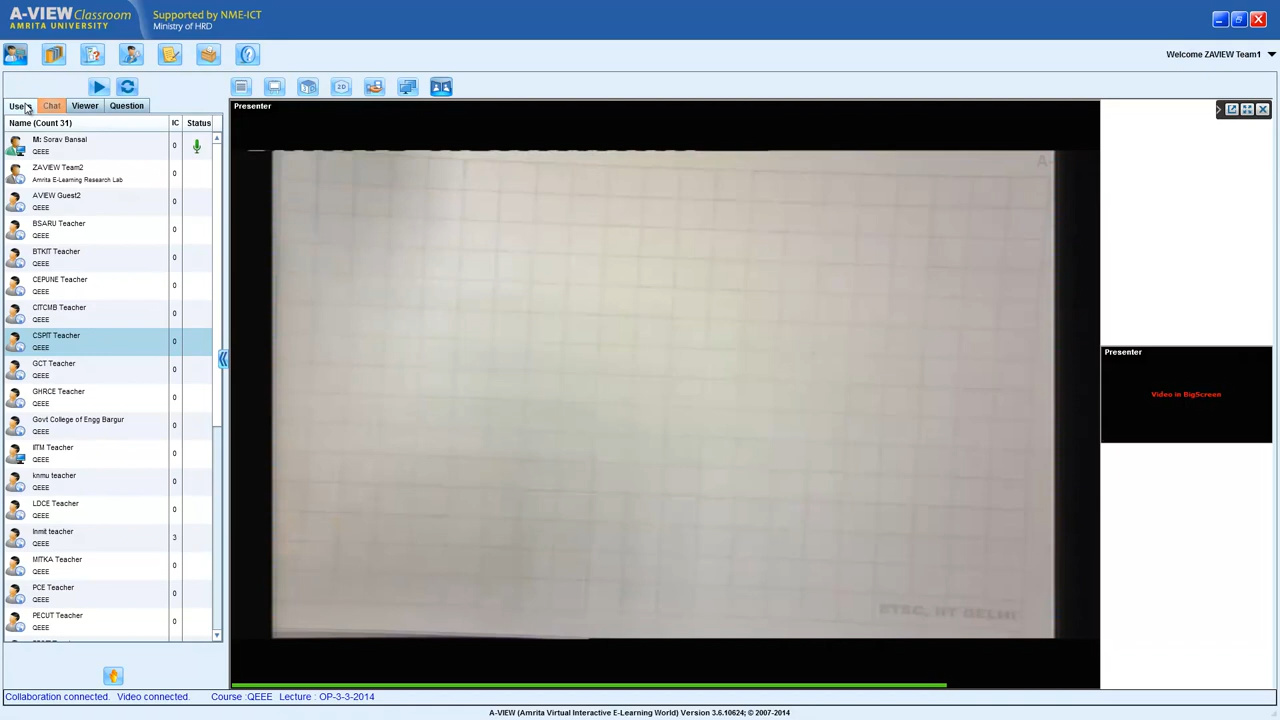 A-VIEW Classroom
AMRITA UNIVERSITY
Supported by NME-ICT
Ministry of HRD
Welcome ZAVIEW Team1
Chat
Viewer
Question
Name (Count 31)
IC
Status
M: Sorav Bansal
QEEE
0
ZAVIEW Team2
Amrita E-Learning Research Lab
0
AVIEW Guest2
QEEE
0
BSARU Teacher
QEEE
0
BTKIT Teacher
QEEE
0
CEPUNE Teacher
QEEE
0
CITCMB Teacher
QEEE
0
CSPIT Teacher
QEEE
0
GCT Teacher
QEEE
0
GHRCE Teacher
QEEE
0
Govt College of Engg Bargur
QEEE
0
IITM Teacher
QEEE
0
knmu teacher
QEEE
0
LDCE Teacher
QEEE
0
lnmit teacher
QEEE
3
MITKA Teacher
QEEE
0
PCE Teacher
QEEE
0
PECUT Teacher
QEEE
0
2D
Presenter
A-
ETSC, IIT DELHI
Presenter
Video in BigScreen
Collaboration connected. Video connected. Course :QEEE Lecture : OP-3-3-2014
A-VIEW (Amrita Virtual Interactive E-Learning World) Version 3.6.10624; © 2007-2014